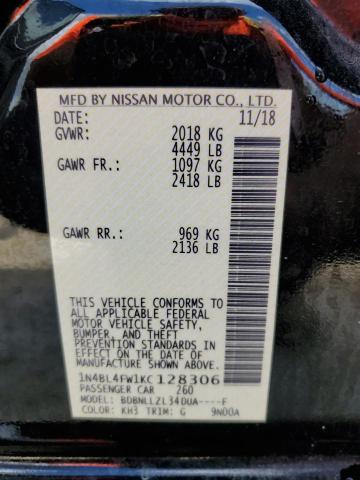 MFD BY NISSAN MOTOR CO., LTD.
DATE: 11/18
GVWR: 2018 KG
4449 LB
GAWR FR.: 1097 KG
2418 LB
GAWR RR.: 969 KG
2136 LB
THIS VEHICLE CONFORMS TO
ALL APPLICABLE FEDERAL
MOTOR VEHICLE SAFETY,
BUMPER, AND THEFT
PREVENTION STANDARDS IN
EFFECT ON THE DATE OF
MANUFACTURE SHOWN ABOVE.
1N4BL4FW1KC128306
PASSENGER CAR 260
MODEL: BDBNLLZL34DUA----F
COLOR: KH3 TRIM: G 9N00A